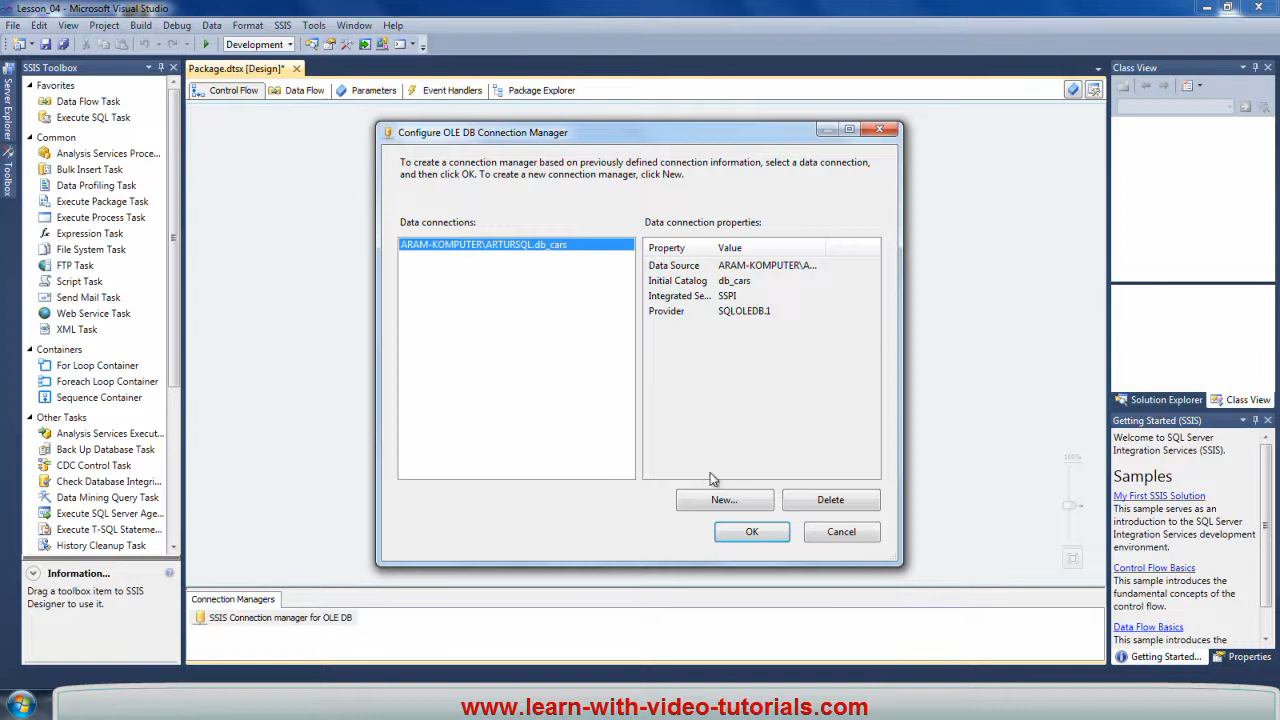 Lesson_04 - Microsoft Visual Studio
File Edit View Project Build Debug Team Data Format SSIS Tools Window Help
Development
SSIS Toolbox
Package.dtsx [Design]*
Class View
Server Explorer
Toolbox
Control Flow Data Flow Parameters Event Handlers Package Explorer
Favorites
Data Flow Task
Execute SQL Task
Common
Analysis Services Proce...
Bulk Insert Task
Data Profiling Task
Execute Package Task
Execute Process Task
Expression Task
File System Task
FTP Task
Script Task
Send Mail Task
Web Service Task
XML Task
Containers
For Loop Container
Foreach Loop Container
Sequence Container
Other Tasks
Analysis Services Execut...
Back Up Database Task
CDC Control Task
Check Database Integri...
Data Mining Query Task
Execute SQL Server Age...
Execute T-SQL Stateme...
History Cleanup Task
Information...
Drag a toolbox item to SSIS
Designer to use it.
Configure OLE DB Connection Manager
To create a connection manager based on previously defined connection information, select a data connection,
and then click OK. To create a new connection manager, click New.
Data connections:
ARAM-KOMPUTER\ARTURSQL.db_cars
Data connection properties:
Property Value
Data Source ARAM-KOMPUTER\A...
Initial Catalog db_cars
Integrated Se... SSPI
Provider SQLOLEDB.1
New... Delete
OK Cancel
100%
Connection Managers
SSIS Connection manager for OLE DB
Solution Explorer Class View
Getting Started (SSIS)
Welcome to SQL Server
Integration Services (SSIS).
Samples
My First SSIS Solution
This sample serves as an
introduction to the SQL Server
Integration Services development
environment.
Control Flow Basics
This sample introduces the
fundamental concepts of the
control flow.
Data Flow Basics
This sample introduces the
Getting Started... Properties
www.learn-with-video-tutorials.com